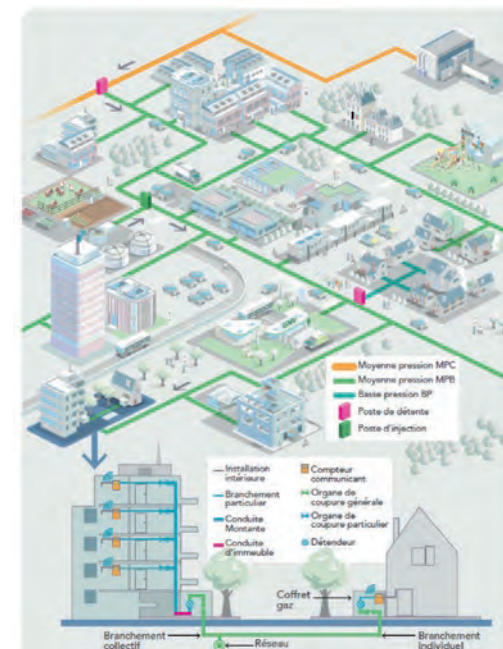 Moyenne pression MPC
Moyenne pression MPB
Basse pression BP
Poste de détente
Poste d'injection
Installation
intérieure
Branchement
particulier
Conduite
Montante
Conduite
d'immeuble
Compteur
communicant
Organe de
coupure générale
Organe de
coupure particulier
Détendeur
Coffret
gaz
Branchement
collectif
Réseau
Branchement
individuel